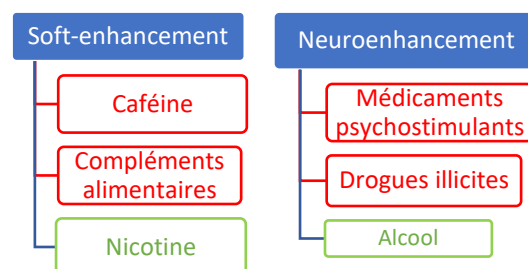 Soft-enhancement
Caféine
Compléments
alimentaires
Nicotine
Neuroenhancement
Médicaments
psychostimulants
Drogues illicites
Alcool